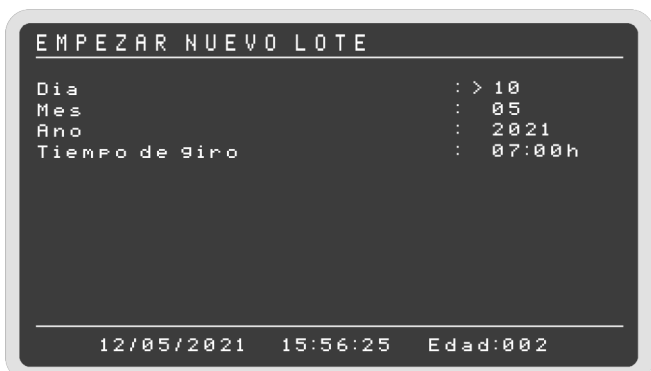 EMPEZAR NUEVO LOTE
Dia : > 10
Mes : 05
Ano : 2021
Tiempo de giro : 07:00h
12/05/2021 15:56:25 Edad:002